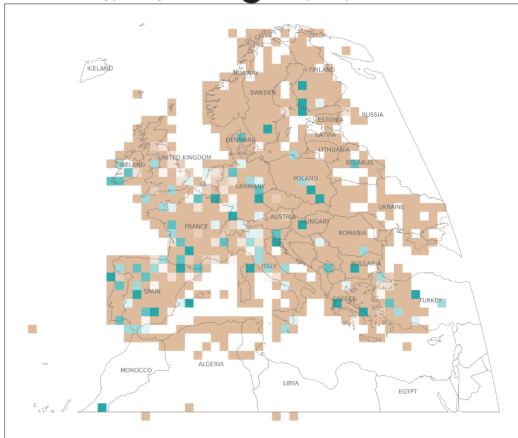 ICELAND
NORWAY
FINLAND
SWEDEN
RUSSIA
ESTONIA
LATVIA
DENMARK
LITHUANIA
UNITED KINGDOM
IRELAND
BELARUS
POLAND
GERMANY
UKRAINE
AUSTRIA
HUNGARY
FRANCE
ROMANIA
ITALY
BULGARIA
SPAIN
GREECE
TURKEY
MOROCCO
ALGERIA
LIBYA
EGYPT